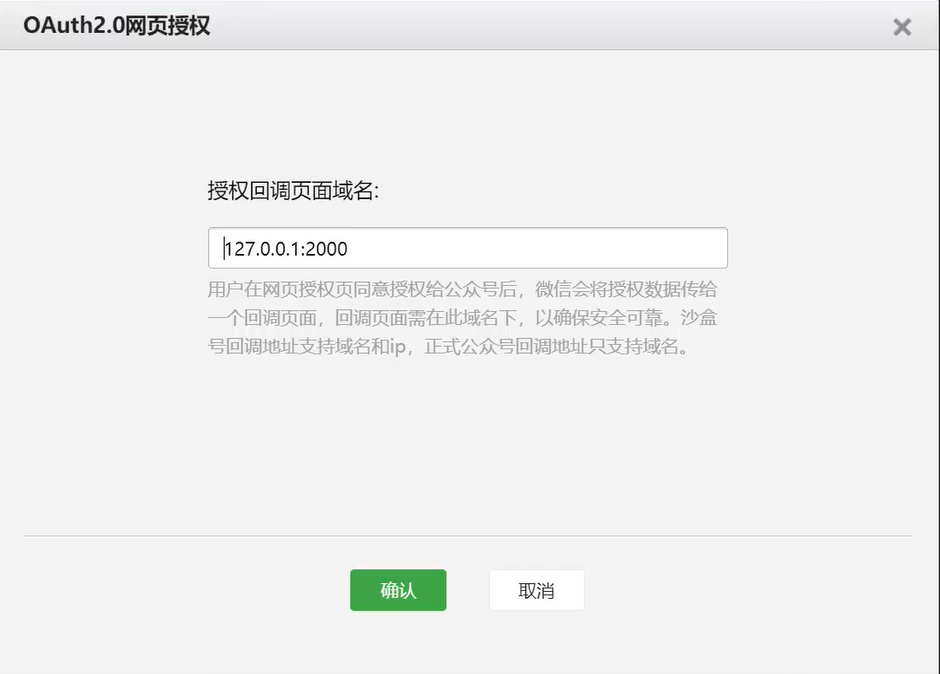 OAuth2.0网页授权
授权回调页面域名:
127.0.0.1:2000
用户在网页授权页同意授权给公众号后，微信会将授权数据传给
一个回调页面，回调页面需在此域名下，以确保安全可靠。沙盒
号回调地址支持域名和ip，正式公众号回调地址只支持域名。
确认
取消